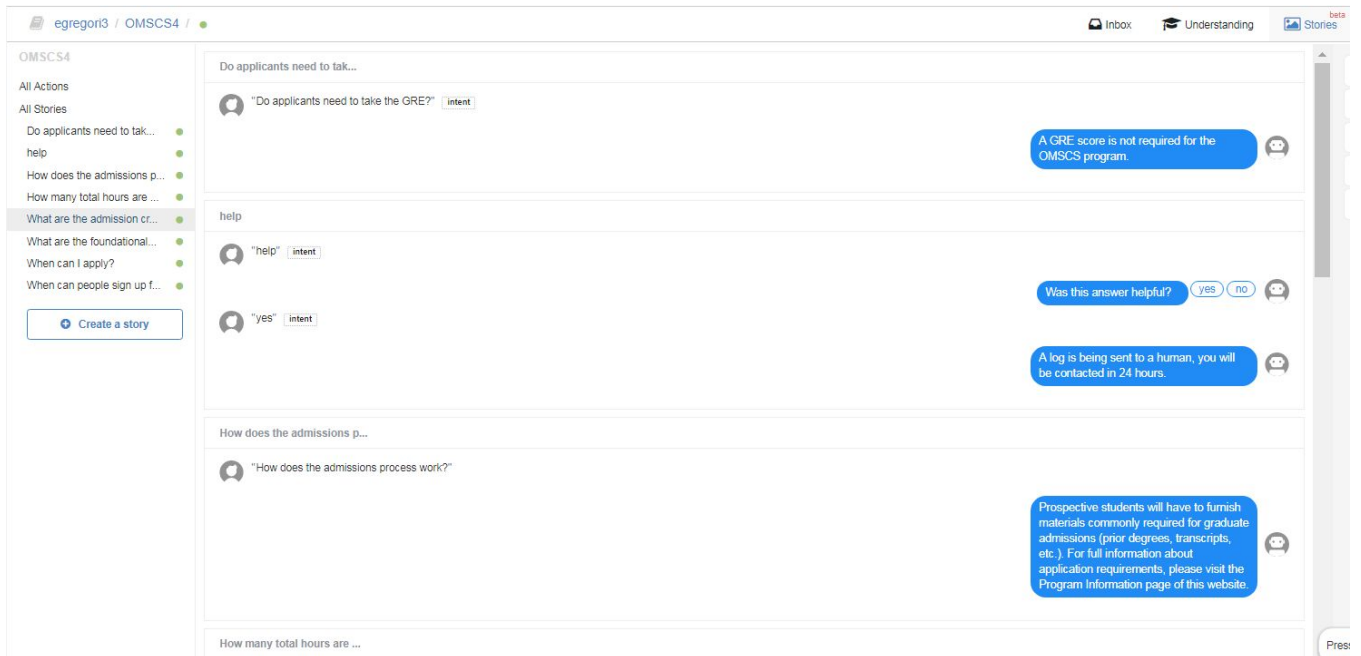 egregori3 / OMSCS4 /
Inbox
Understanding
beta
Stories
OMSCS4
All Actions
All Stories
Do applicants need to tak...
help
How does the admissions p...
How many total hours are ...
What are the admission cr...
What are the foundational...
When can I apply?
When can people sign up f...
Create a story
Do applicants need to tak...
"Do applicants need to take the GRE?" intent
A GRE score is not required for the
OMSCS program.
help
"help" intent
Was this answer helpful? yes no
"yes" intent
A log is being sent to a human, you will
be contacted in 24 hours.
How does the admissions p...
"How does the admissions process work?"
Prospective students will have to furnish
materials commonly required for graduate
admissions (prior degrees, transcripts,
etc.). For full information about
application requirements, please visit the
Program Information page of this website.
How many total hours are ...
Press